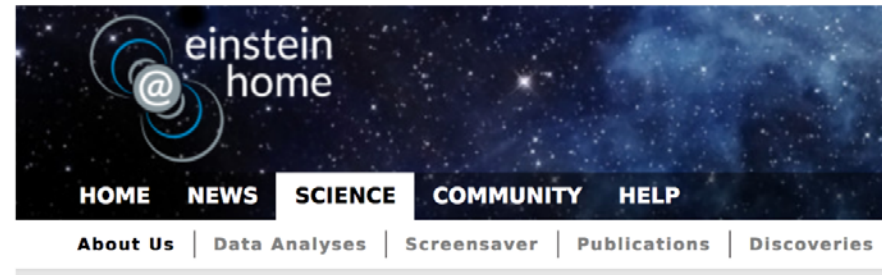 einstein
@ home
HOME NEWS SCIENCE COMMUNITY HELP
About Us | Data Analyses | Screensaver | Publications | Discoveries